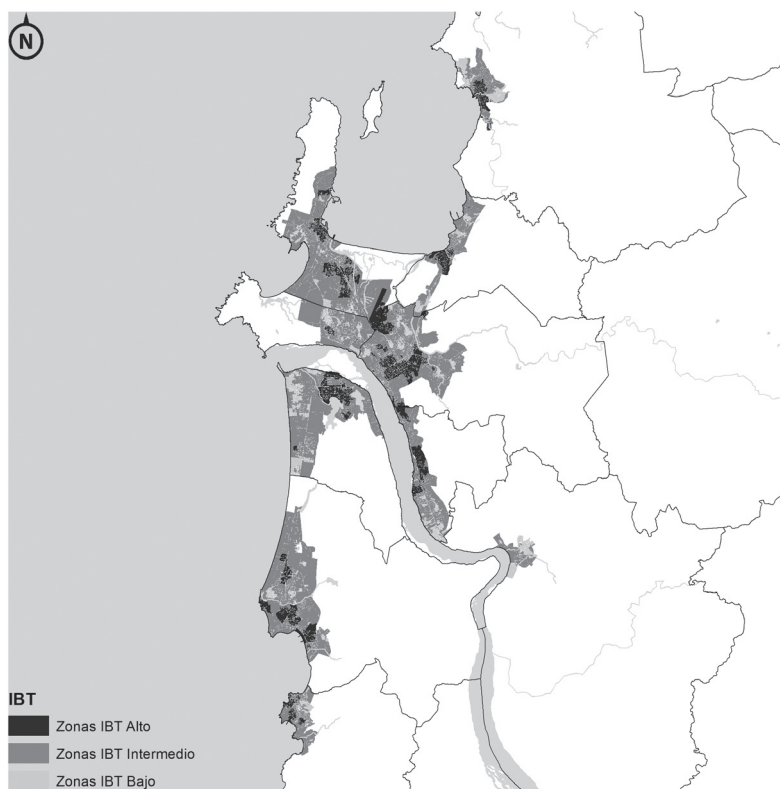 N
IBT
Zonas IBT Alto
Zonas IBT Intermedio
Zonas IBT Bajo